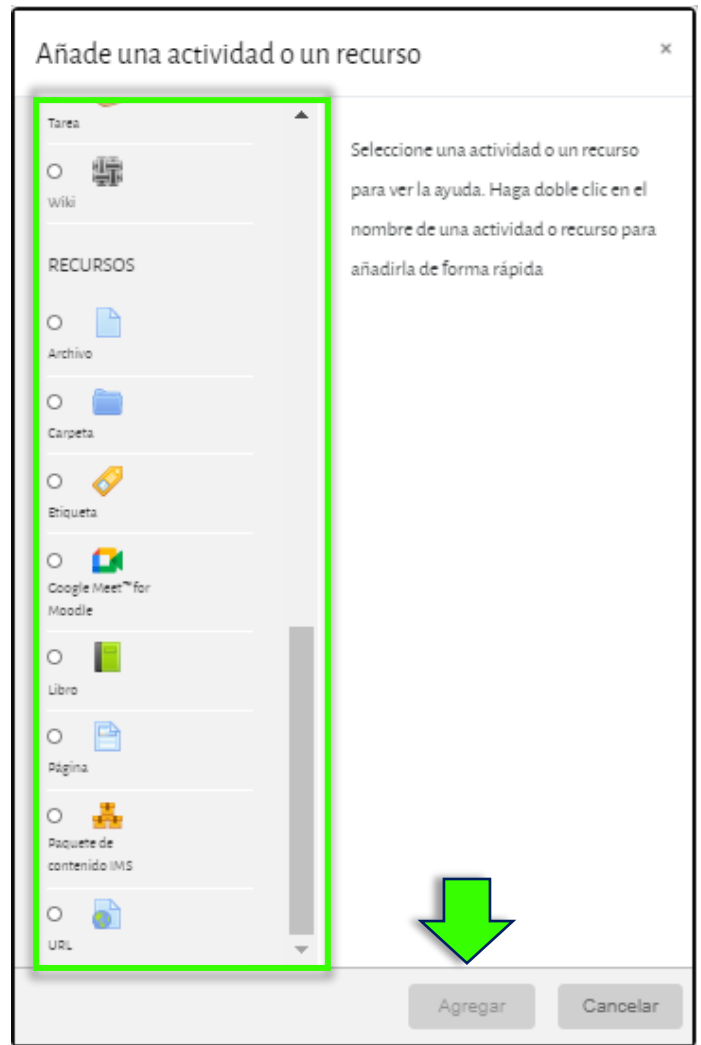 Añade una actividad o un recurso
×
Tarea
Wiki
RECURSOS
Archivo
Carpeta
Etiqueta
Google Meet™ for
Moodle
Libro
Página
Paquete de
contenido IMS
URL
Seleccione una actividad o un recurso
para ver la ayuda. Haga doble clic en el
nombre de una actividad o recurso para
añadirla de forma rápida
Agregar
Cancelar